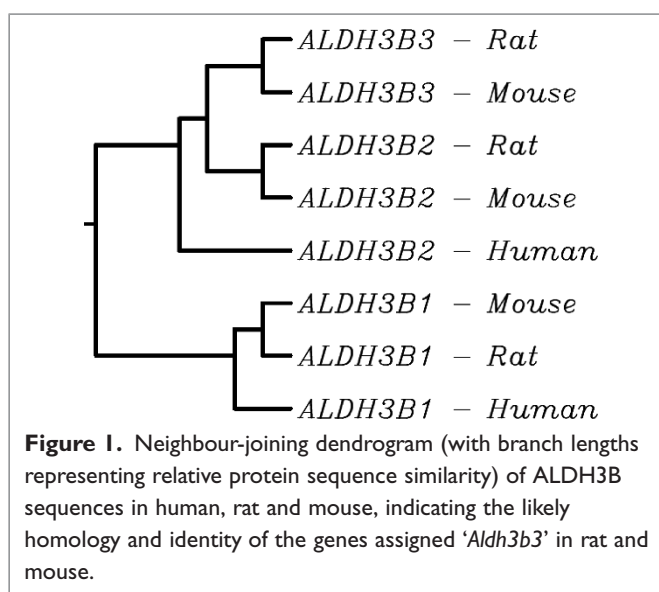 ALDH3B3 – Rat
ALDH3B3 – Mouse
ALDH3B2 – Rat
ALDH3B2 – Mouse
ALDH3B2 – Human
ALDH3B1 – Mouse
ALDH3B1 – Rat
ALDH3B1 – Human
Figure 1. Neighbour-joining dendrogram (with branch lengths
representing relative protein sequence similarity) of ALDH3B
sequences in human, rat and mouse, indicating the likely
homology and identity of the genes assigned ‘Aldh3b3’ in rat and
mouse.